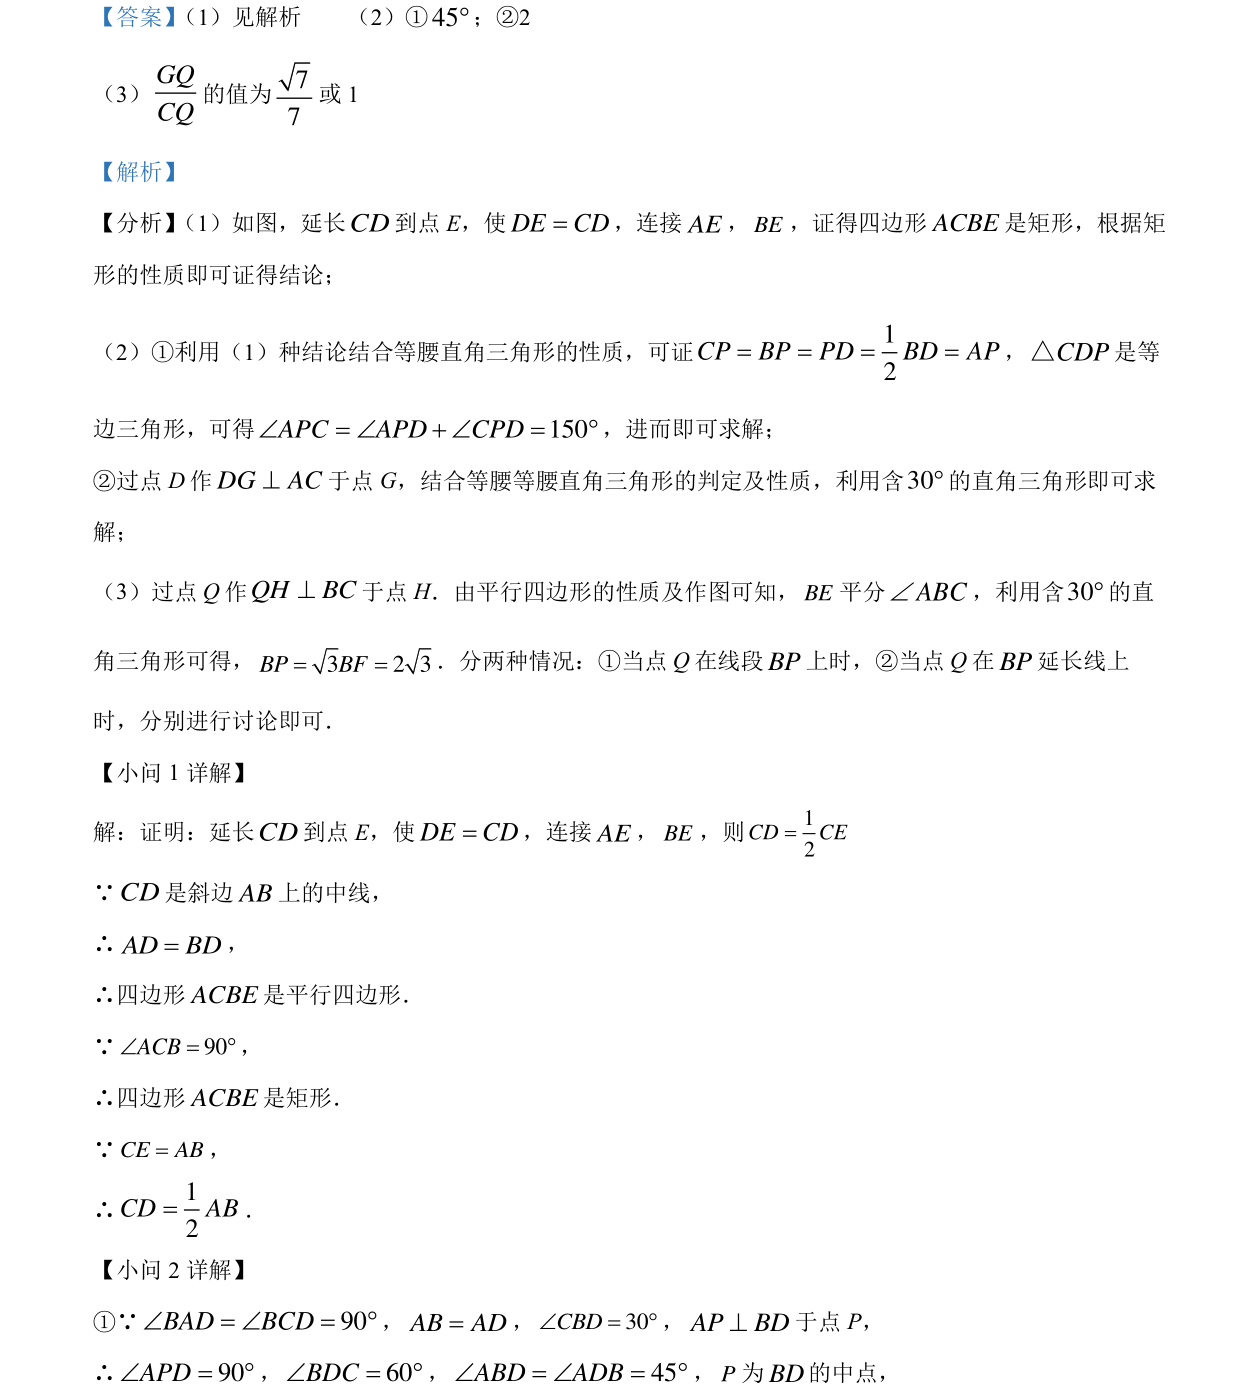 【答案】（1）见解析  （2）①45°；②2
（3）GQ/CQ 的值为 √7/7 或 1
【解析】
【分析】（1）如图，延长 CD 到点 E，使 DE = CD，连接 AE，BE，证得四边形 ACBE 是矩形，根据矩
形的性质即可证得结论；
（2）①利用（1）种结论结合等腰直角三角形的性质，可证 CP = BP = PD = 1/2 BD = AP，△CDP 是等
边三角形，可得 ∠APC = ∠APD + ∠CPD = 150°，进而即可求解；
②过点 D 作 DG ⊥ AC 于点 G，结合等腰等腰直角三角形的判定及性质，利用含 30° 的直角三角形即可求
解；
（3）过点 Q 作 QH ⊥ BC 于点 H．由平行四边形的性质及作图可知，BE 平分 ∠ABC，利用含 30° 的直
角三角形可得，BP = √3BF = 2√3．分两种情况：①当点 Q 在线段 BP 上时，②当点 Q 在 BP 延长线上
时，分别进行讨论即可．
【小问 1 详解】
解：证明：延长 CD 到点 E，使 DE = CD，连接 AE，BE，则 CD = 1/2 CE
∵ CD 是斜边 AB 上的中线，
∴ AD = BD，
∴四边形 ACBE 是平行四边形．
∵ ∠ACB = 90°，
∴四边形 ACBE 是矩形．
∵ CE = AB，
∴ CD = 1/2 AB．
【小问 2 详解】
①∵ ∠BAD = ∠BCD = 90°，AB = AD，∠CBD = 30°，AP ⊥ BD 于点 P，
∴ ∠APD = 90°，∠BDC = 60°，∠ABD = ∠ADB = 45°，P 为 BD 的中点，